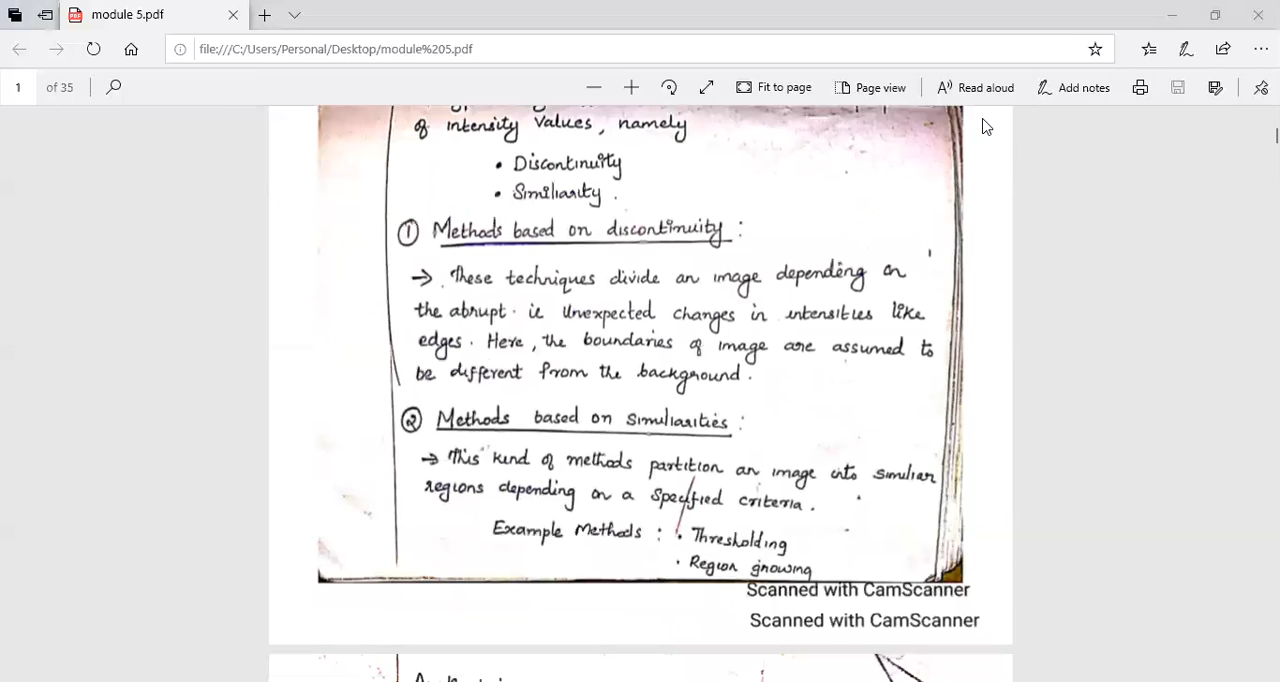 module 5.pdf
file:///C:/Users/Personal/Desktop/module%205.pdf
1 of 35
Fit to page
Page view
Read aloud
Add notes
of intensity values, namely
• Discontinuity
• Similiarity.
① Methods based on discontinuity :
→ These techniques divide an image depending on
the abrupt. ie unexpected changes in intensities like
edges. Here, the boundaries of image are assumed to
be different from the background.
② Methods based on similiarities :
→ This kind of methods partition an image into similiar
regions depending on a specified criteria.
Example Methods : • Thresholding
• Region growing
Scanned with CamScanner
Scanned with CamScanner